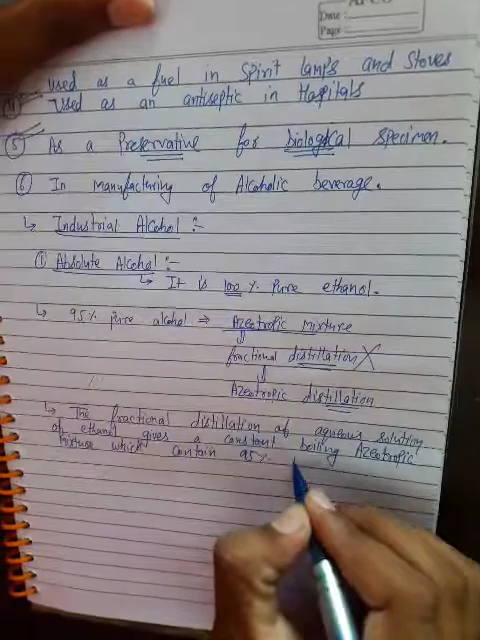 Date :
Page :
used as a fuel in Spirit lamps and Stoves
④ Used as an antiseptic in Hospitals
⑤ As a Preservative for biological specimen.
⑥ In manufacturing of Alcoholic beverage.
↳ Industrial Alcohol :-
① Absolute Alcohol :-
↳ It is 100 % Pure ethanol.
↳ 95% pure alcohol ⇒ Azeotropic mixture
⇓
fractional distillation X
↓
Azeotropic distillation
↳ The fractional distillation of aqueous solution
of ethanol gives a constant boiling Azeotropic
mixture which contain 95%